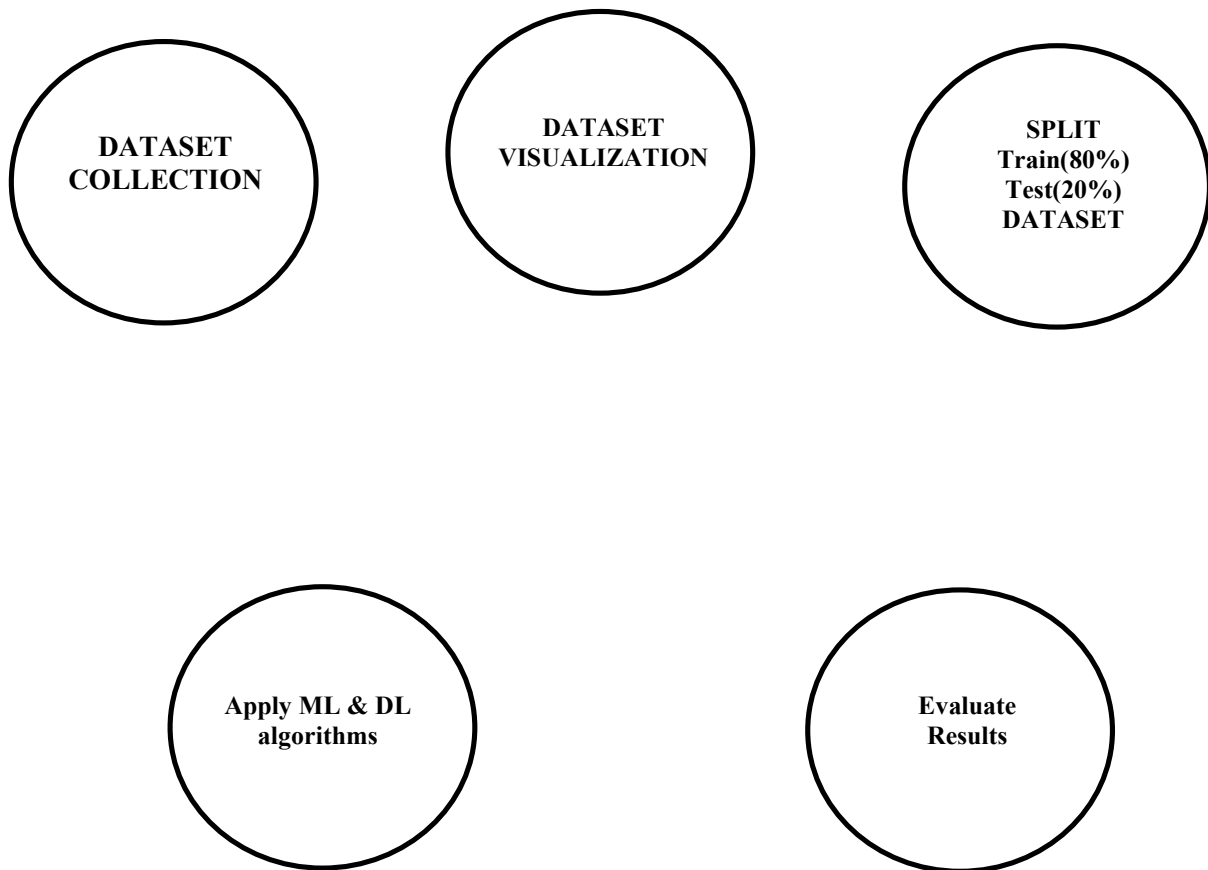 DATASET
COLLECTION
DATASET
VISUALIZATION
SPLIT
Train(80%)
Test(20%)
DATASET
Apply ML & DL
algorithms
Evaluate
Results